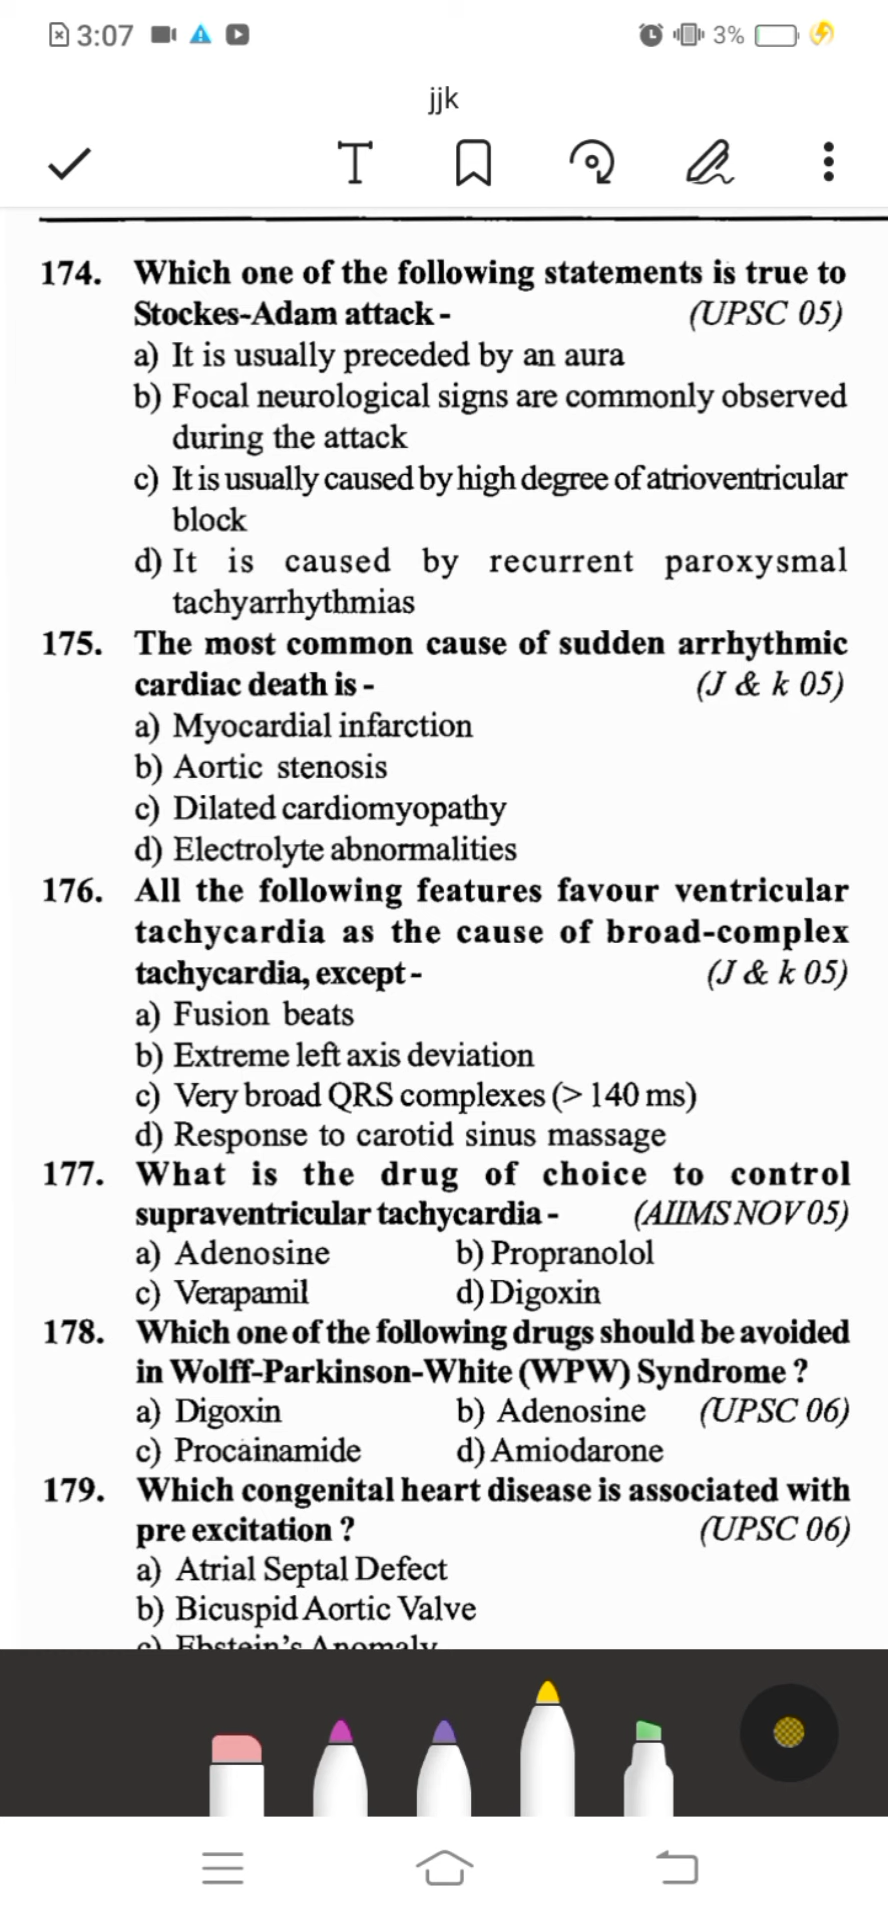 3:07
3%
jjk
T
174. Which one of the following statements is true to
Stockes-Adam attack - (UPSC 05)
a) It is usually preceded by an aura
b) Focal neurological signs are commonly observed
during the attack
c) It is usually caused by high degree of atrioventricular
block
d) It is caused by recurrent paroxysmal
tachyarrhythmias
175. The most common cause of sudden arrhythmic
cardiac death is - (J & k 05)
a) Myocardial infarction
b) Aortic stenosis
c) Dilated cardiomyopathy
d) Electrolyte abnormalities
176. All the following features favour ventricular
tachycardia as the cause of broad-complex
tachycardia, except - (J & k 05)
a) Fusion beats
b) Extreme left axis deviation
c) Very broad QRS complexes (> 140 ms)
d) Response to carotid sinus massage
177. What is the drug of choice to control
supraventricular tachycardia - (AIIMS NOV 05)
a) Adenosine b) Propranolol
c) Verapamil d) Digoxin
178. Which one of the following drugs should be avoided
in Wolff-Parkinson-White (WPW) Syndrome ?
a) Digoxin b) Adenosine (UPSC 06)
c) Procainamide d) Amiodarone
179. Which congenital heart disease is associated with
pre excitation ? (UPSC 06)
a) Atrial Septal Defect
b) Bicuspid Aortic Valve
c) Ebstein's Anomaly